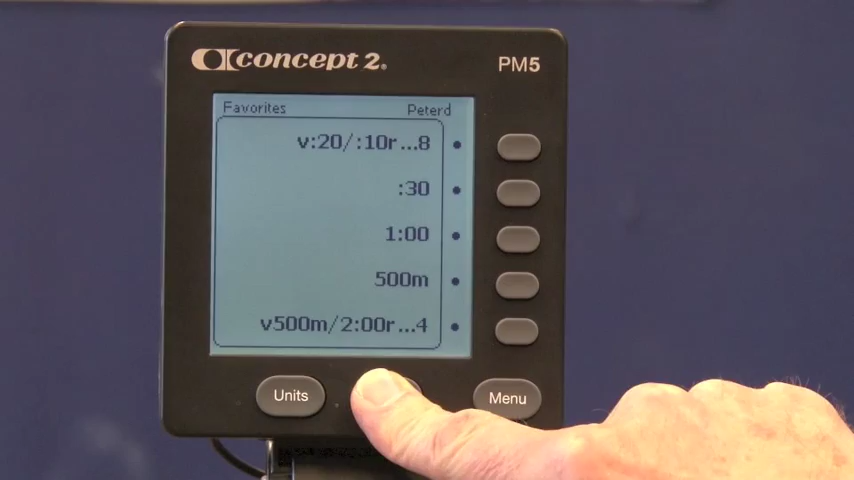 concept 2®
PM5
Favorites Peterd
v:20/:10r...8
:30
1:00
500m
v500m/2:00r...4
Units
Menu